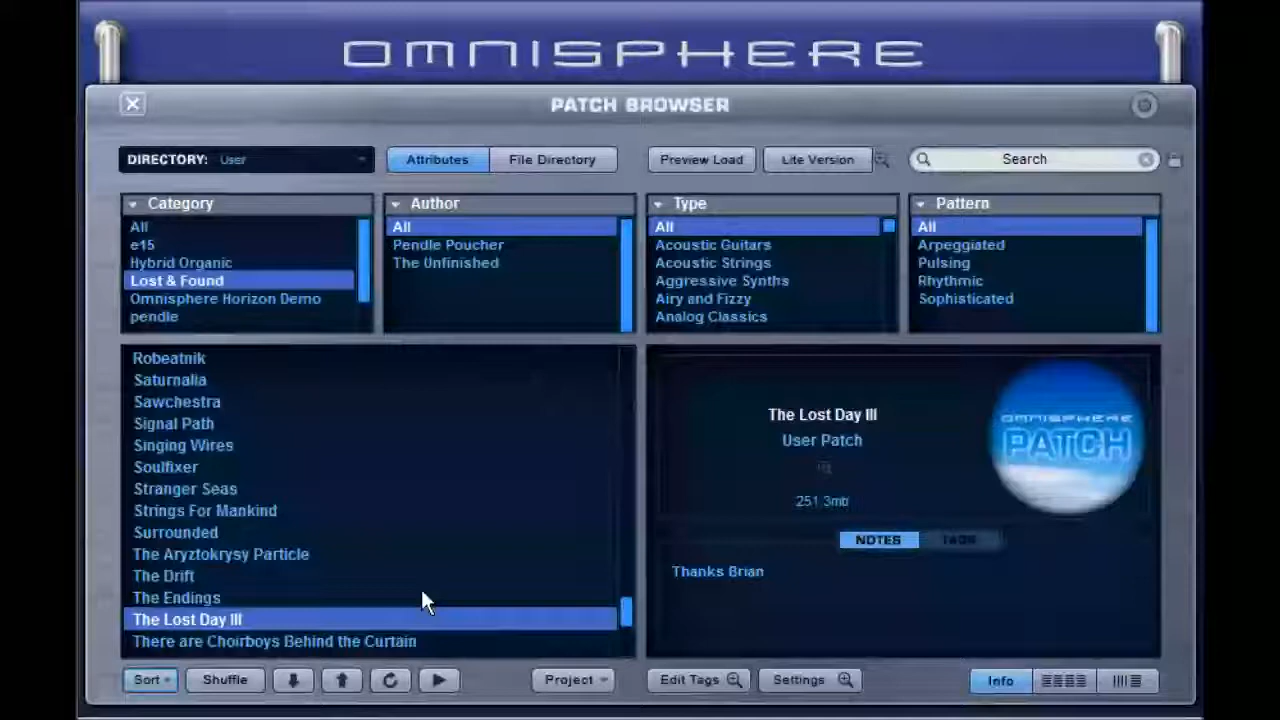 OMNISPHERE
PATCH BROWSER
DIRECTORY: User
Attributes
File Directory
Preview Load
Lite Version
Search
Category
All
e15
Hybrid Organic
Lost & Found
Omnisphere Horizon Demo
pendle
Author
All
Pendle Poucher
The Unfinished
Type
All
Acoustic Guitars
Acoustic Strings
Aggressive Synths
Airy and Fizzy
Analog Classics
Pattern
All
Arpeggiated
Pulsing
Rhythmic
Sophisticated
Robeatnik
Saturnalia
Sawchestra
Signal Path
Singing Wires
Soulfixer
Stranger Seas
Strings For Mankind
Surrounded
The Aryztokrysy Particle
The Drift
The Endings
The Lost Day III
There are Choirboys Behind the Curtain
The Lost Day III
User Patch
251.3mb
OMNISPHERE
PATCH
NOTES
TAGS
Thanks Brian
Sort
Shuffle
Project
Edit Tags
Settings
Info